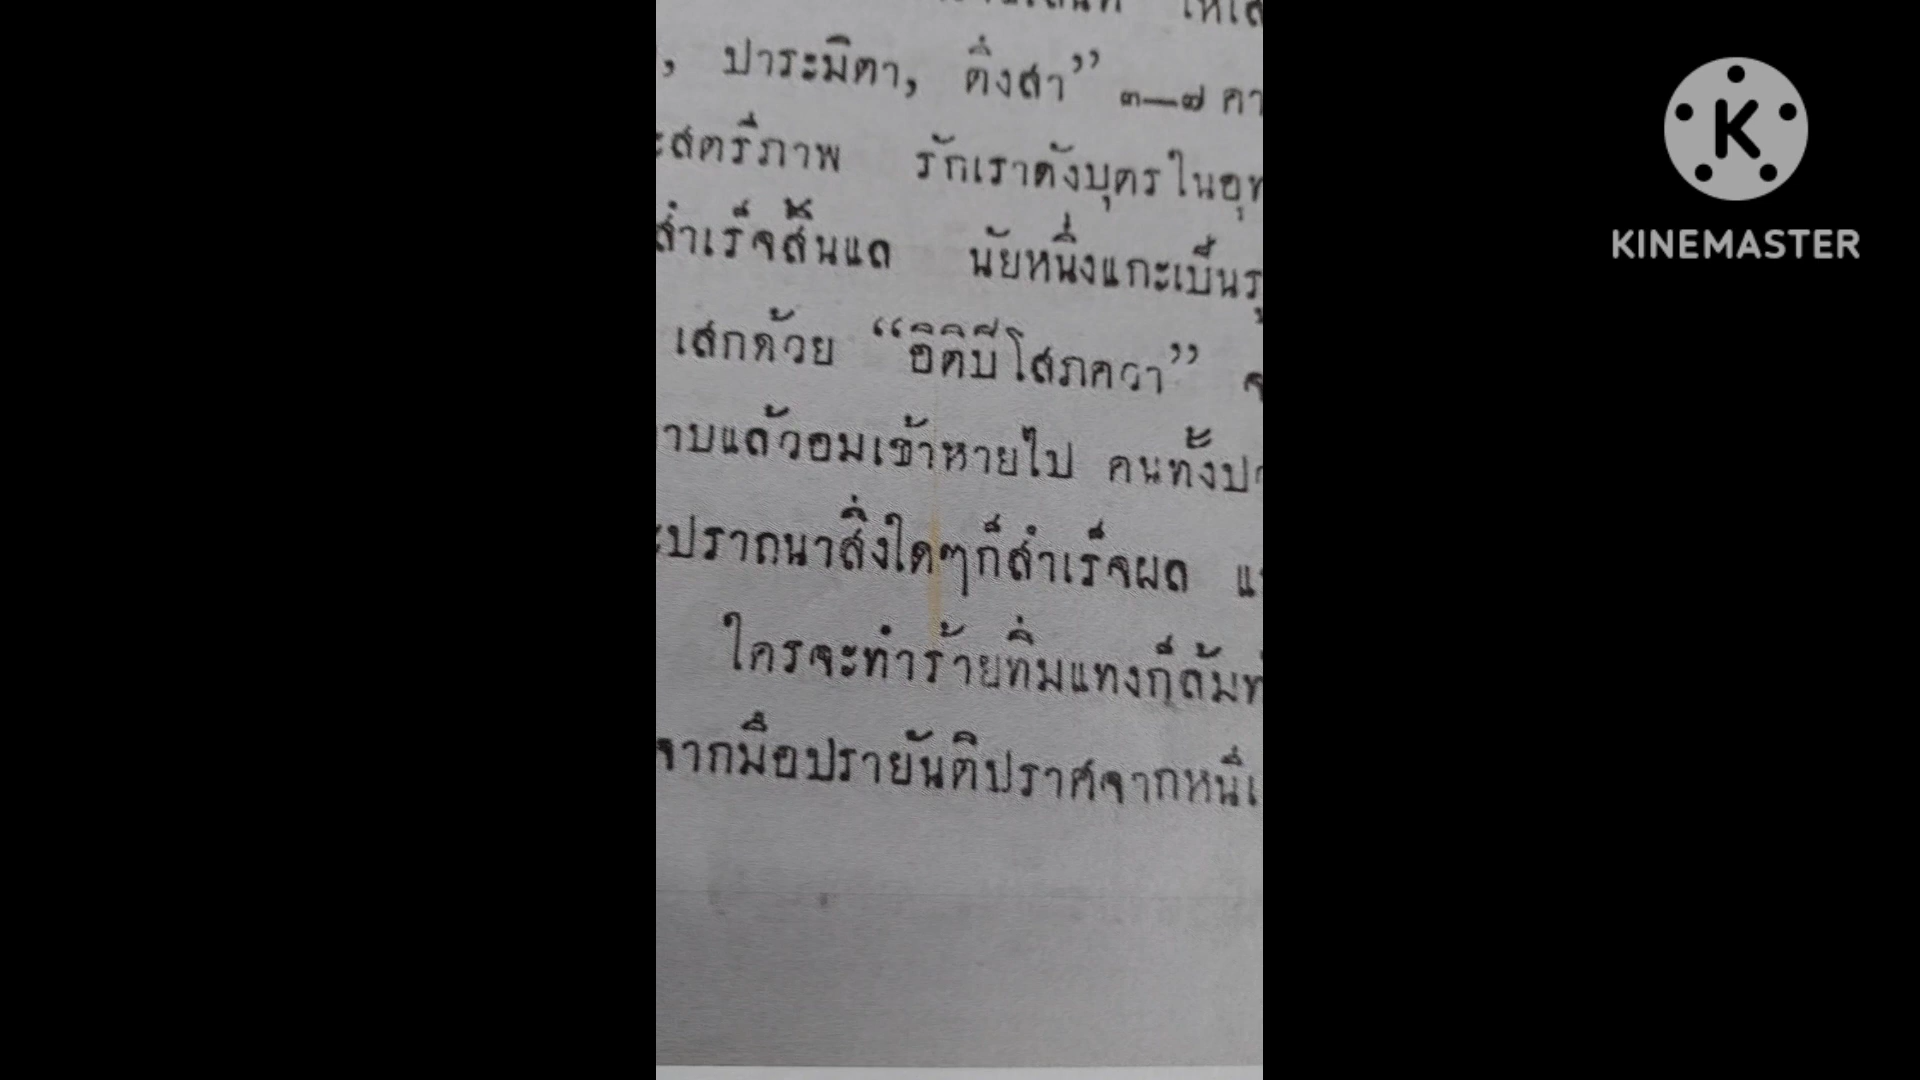 , ปาระมิตา, ติ่งสา” ๓—๗ คา
ะสตรีภาพ รักเราดังบุตรในอุท
สำเร็จสิ้นแล นัยหนึ่งแกะเป็นรู
เสกด้วย “อิติปิโสภควา” จ
าบแล้วอมเข้าหายไป คนทั้งปว
ะปราถนาสิ่งใดๆก็สำเร็จผล แ
ใครจะทำร้ายทิ่มแทงก็ล้มท
จากมือปรายันติปราศจากหนี
KINEMASTER